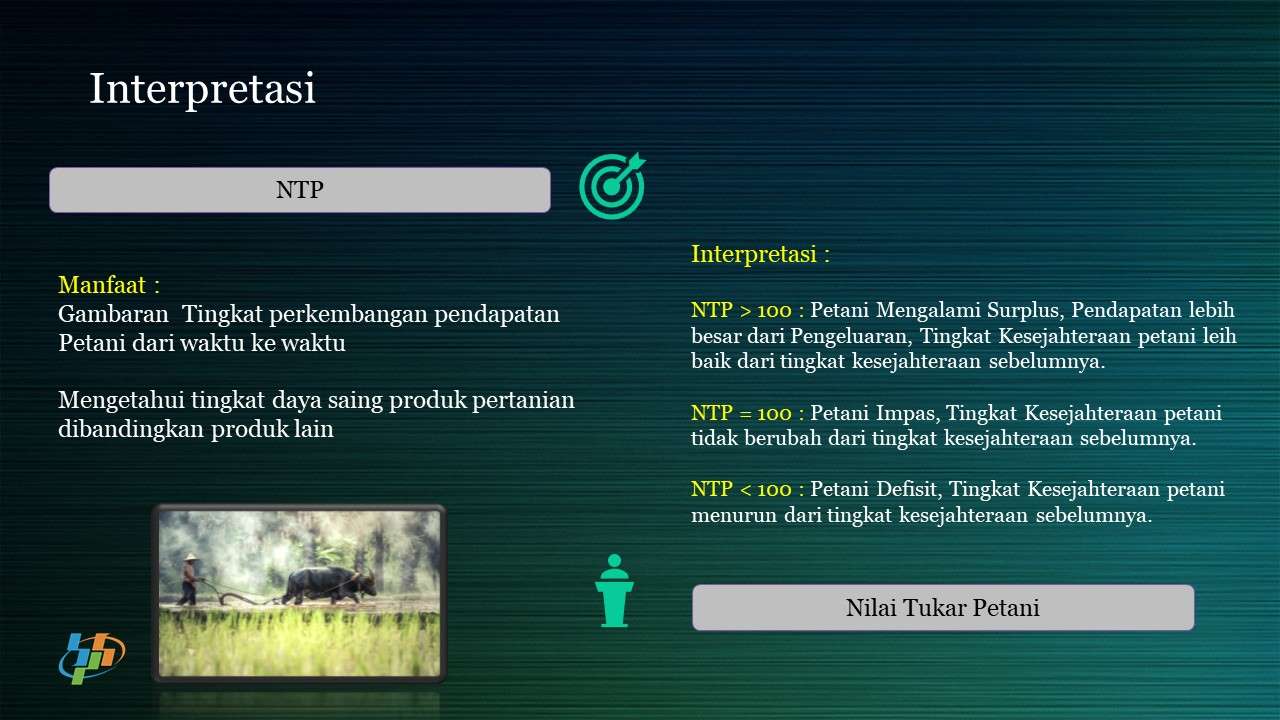 Interpretasi
NTP
Manfaat :
Gambaran  Tingkat perkembangan pendapatan
Petani dari waktu ke waktu
Mengetahui tingkat daya saing produk pertanian
dibandingkan produk lain
Interpretasi :
NTP > 100 : Petani Mengalami Surplus, Pendapatan lebih
besar dari Pengeluaran, Tingkat Kesejahteraan petani leih
baik dari tingkat kesejahteraan sebelumnya.
NTP = 100 : Petani Impas, Tingkat Kesejahteraan petani
tidak berubah dari tingkat kesejahteraan sebelumnya.
NTP < 100 : Petani Defisit, Tingkat Kesejahteraan petani
menurun dari tingkat kesejahteraan sebelumnya.
Nilai Tukar Petani